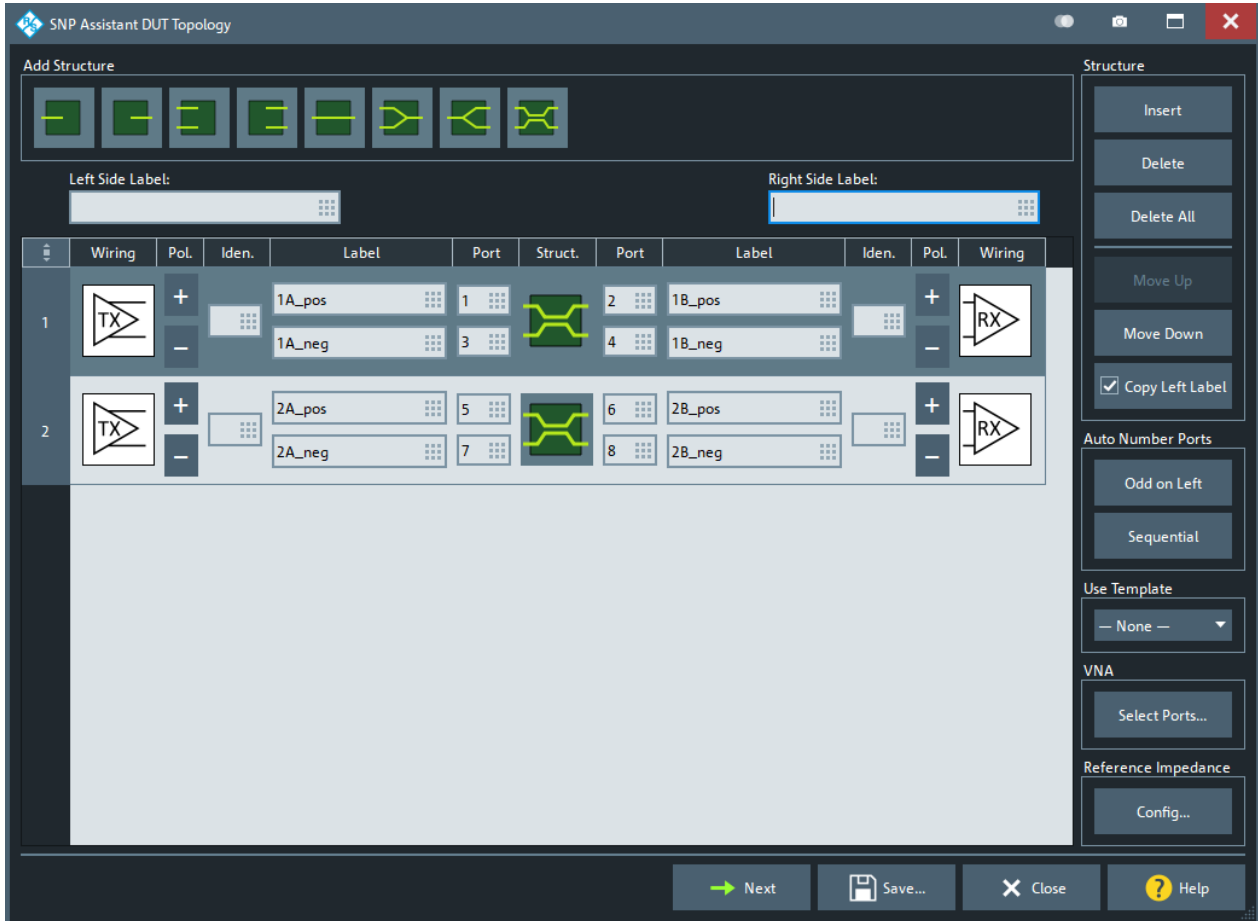 SNP Assistant DUT Topology
Add Structure
Left Side Label:
Right Side Label:
Wiring Pol. Iden. Label Port Struct. Port Label Iden. Pol. Wiring
1 TX + − 1A_pos 1 2 1B_pos + − RX
1A_neg 3 4 1B_neg
2 TX + − 2A_pos 5 6 2B_pos + − RX
2A_neg 7 8 2B_neg
Structure
Insert
Delete
Delete All
Move Up
Move Down
Copy Left Label
Auto Number Ports
Odd on Left
Sequential
Use Template
— None —
VNA
Select Ports...
Reference Impedance
Config...
Next
Save...
Close
? Help